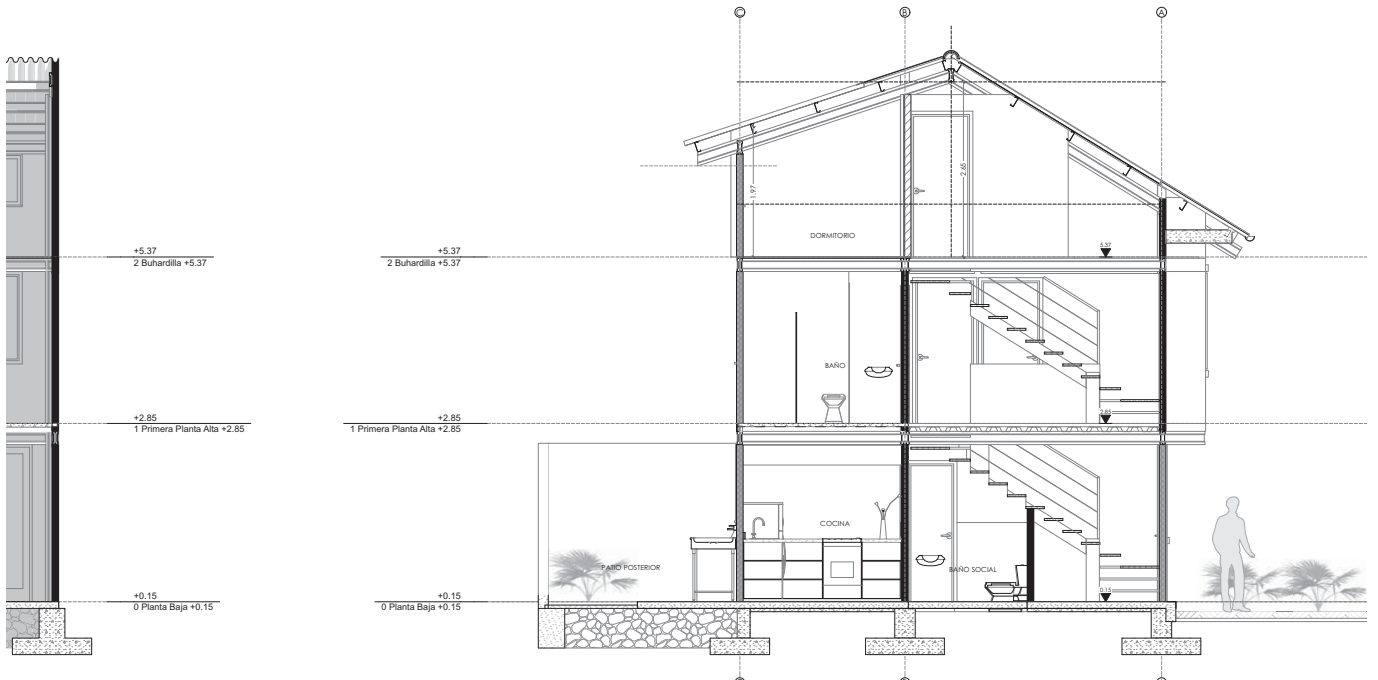 C B A
2.65
1.97
DORMITORIO
+5.37
2 Buhardilla +5.37
+5.37
2 Buhardilla +5.37
5.37
BAÑO
+2.85
1 Primera Planta Alta +2.85
+2.85
1 Primera Planta Alta +2.85
2.85
COCINA
PATIO POSTERIOR
BAÑO SOCIAL
+0.15
0 Planta Baja +0.15
+0.15
0 Planta Baja +0.15
0.15